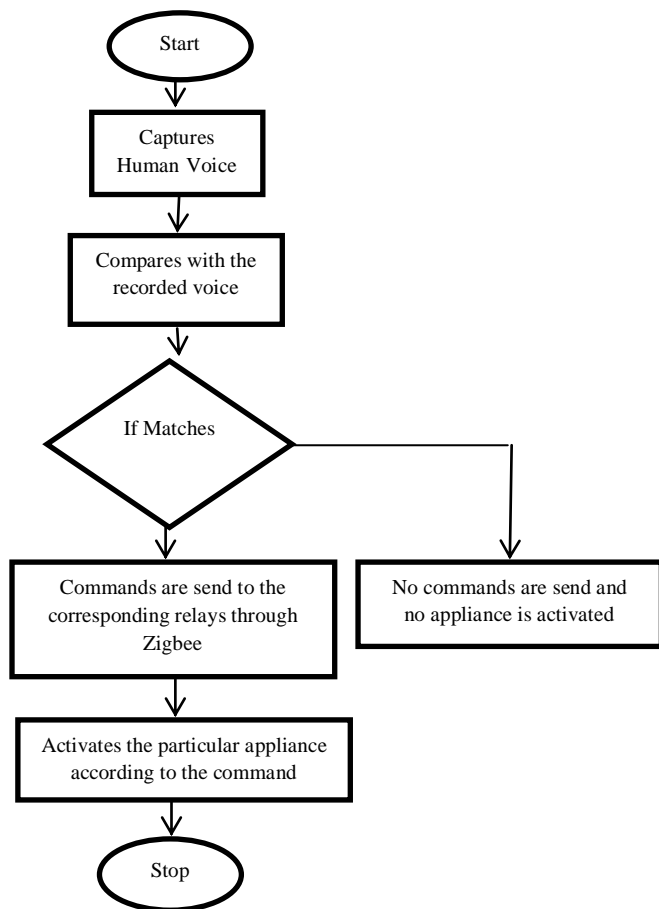 Start
Captures
Human Voice
Compares with the
recorded voice
If Matches
Commands are send to the
corresponding relays through
Zigbee
No commands are send and
no appliance is activated
Activates the particular appliance
according to the command
Stop